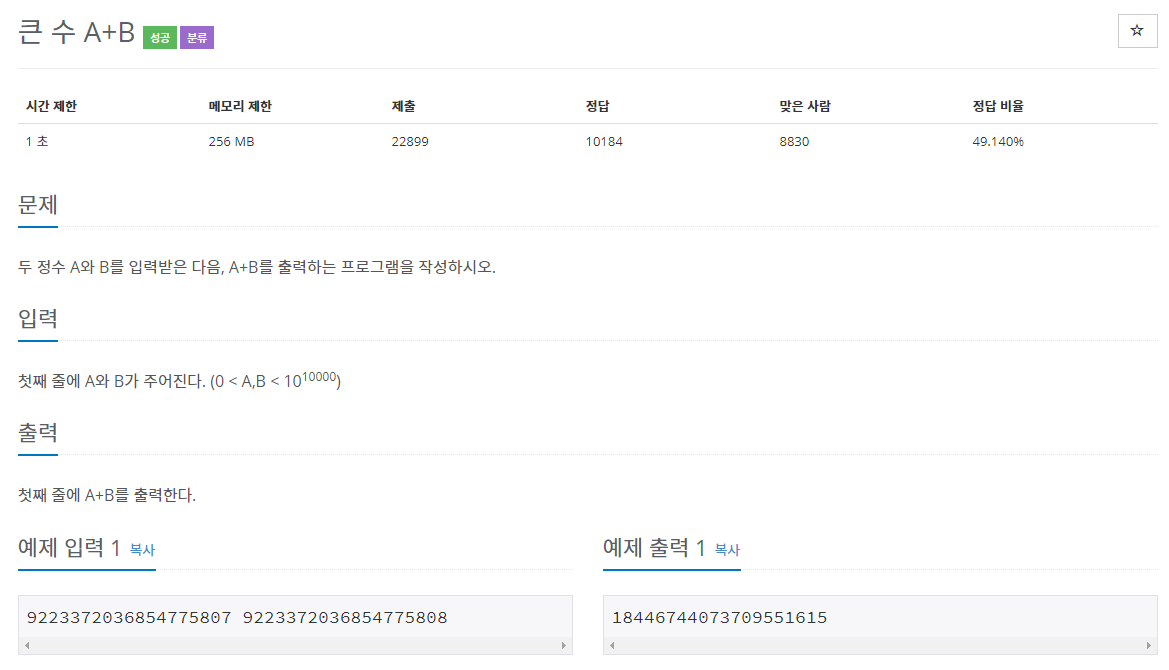 큰 수 A+B 성공 분류
☆
시간 제한 메모리 제한 제출 정답 맞은 사람 정답 비율
1 초 256 MB 22899 10184 8830 49.140%
문제
두 정수 A와 B를 입력받은 다음, A+B를 출력하는 프로그램을 작성하시오.
입력
첫째 줄에 A와 B가 주어진다. (0 < A,B < 10^10000)
출력
첫째 줄에 A+B를 출력한다.
예제 입력 1 복사
9223372036854775807 9223372036854775808
예제 출력 1 복사
18446744073709551615